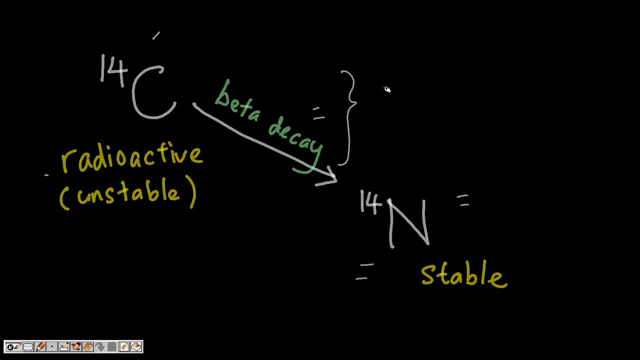 14C
beta decay
radioactive
(unstable)
14N
stable